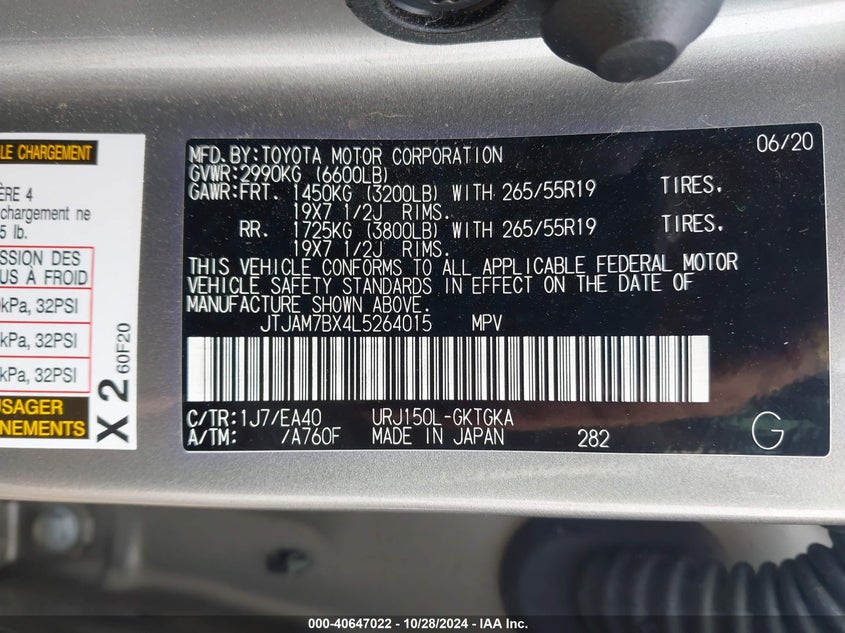 LE CHARGEMENT
ÈRE 4
chargement ne
5 lb.
SSION DES
US À FROID
kPa, 32PSI
kPa, 32PSI
kPa, 32PSI
USAGER
NEMENTS
X 2
60F20
MFD.BY:TOYOTA MOTOR CORPORATION 06/20
GVWR:2990KG (6600LB)
GAWR:FRT. 1450KG (3200LB) WITH 265/55R19 TIRES.
19X7 1/2J RIMS.
RR. 1725KG (3800LB) WITH 265/55R19 TIRES.
19X7 1/2J RIMS.
THIS VEHICLE CONFORMS TO ALL APPLICABLE FEDERAL MOTOR
VEHICLE SAFETY STANDARDS IN EFFECT ON THE DATE OF
MANUFACTURE SHOWN ABOVE.
JTJAM7BX4L5264015 MPV
C/TR:1J7/EA40 URJ150L-GKTGKA
A/TM: /A760F MADE IN JAPAN 282 G
000-40647022 - 10/28/2024 - IAA Inc.